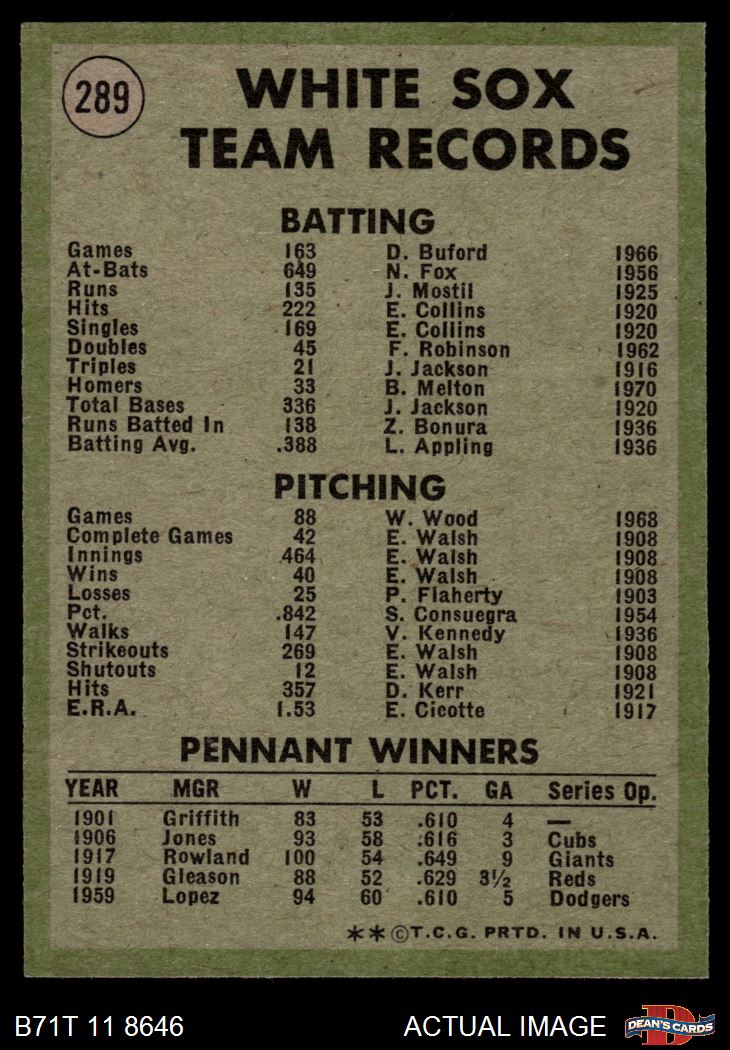 289
WHITE SOX
TEAM RECORDS
BATTING
Games 163 D. Buford 1966
At-Bats 649 N. Fox 1956
Runs 135 J. Mostil 1925
Hits 222 E. Collins 1920
Singles 169 E. Collins 1920
Doubles 45 F. Robinson 1962
Triples 21 J. Jackson 1916
Homers 33 B. Melton 1970
Total Bases 336 J. Jackson 1920
Runs Batted In 138 Z. Bonura 1936
Batting Avg. .388 L. Appling 1936
PITCHING
Games 88 W. Wood 1968
Complete Games 42 E. Walsh 1908
Innings 464 E. Walsh 1908
Wins 40 E. Walsh 1908
Losses 25 P. Flaherty 1903
Pct. .842 S. Consuegra 1954
Walks 147 V. Kennedy 1936
Strikeouts 269 E. Walsh 1908
Shutouts 12 E. Walsh 1908
Hits 357 D. Kerr 1921
E.R.A. 1.53 E. Cicotte 1917
PENNANT WINNERS
YEAR MGR W L PCT. GA Series Op.
1901 Griffith 83 53 .610 4 —
1906 Jones 93 58 .616 3 Cubs
1917 Rowland 100 54 .649 9 Giants
1919 Gleason 88 52 .629 3½ Reds
1959 Lopez 94 60 .610 5 Dodgers
**©T.C.G. PRTD. IN U.S.A.
B71T 11 8646 ACTUAL IMAGE D DEAN'S CARDS